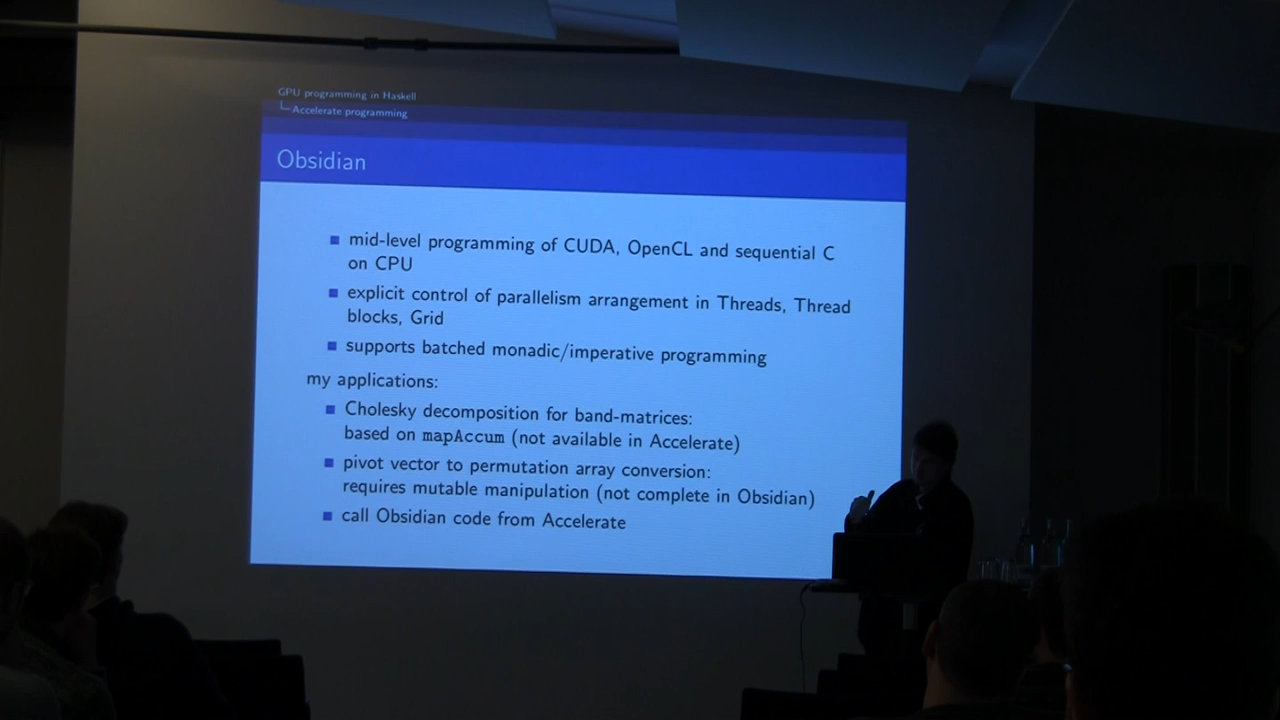 GPU programming in Haskell
Accelerate programming
Obsidian
mid-level programming of CUDA, OpenCL and sequential C
on CPU
explicit control of parallelism arrangement in Threads, Thread
blocks, Grid
supports batched monadic/imperative programming
my applications:
Cholesky decomposition for band-matrices:
based on mapAccum (not available in Accelerate)
pivot vector to permutation array conversion:
requires mutable manipulation (not complete in Obsidian)
call Obsidian code from Accelerate